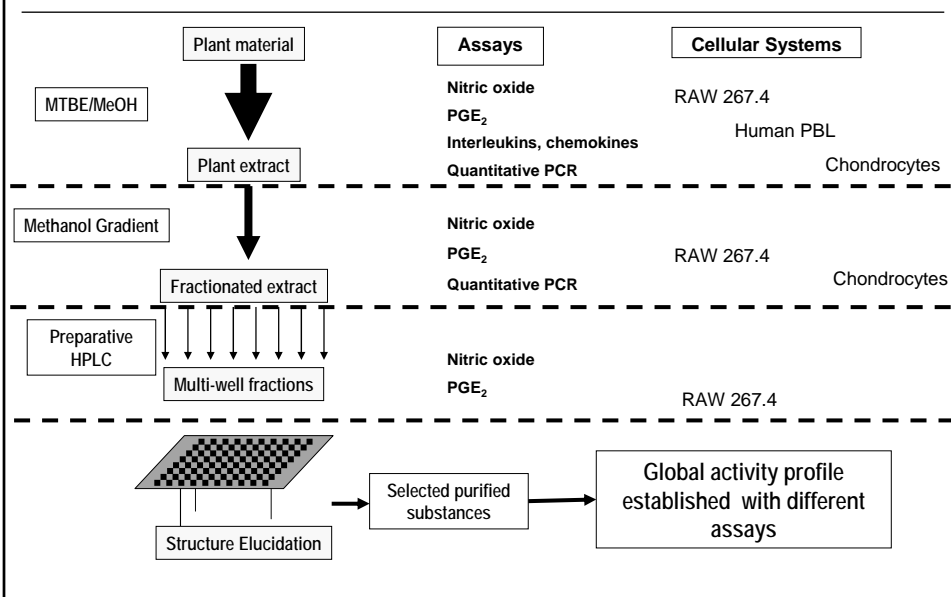 Plant material
Assays
Cellular Systems
MTBE/MeOH
Nitric oxide
RAW 267.4
PGE₂
Human PBL
Interleukins, chemokines
Plant extract
Quantitative PCR
Chondrocytes
Methanol Gradient
Nitric oxide
PGE₂
RAW 267.4
Fractionated extract
Quantitative PCR
Chondrocytes
Preparative
HPLC
Nitric oxide
Multi-well fractions
PGE₂
RAW 267.4
Structure Elucidation
Selected purified
substances
Global activity profile
established with different
assays